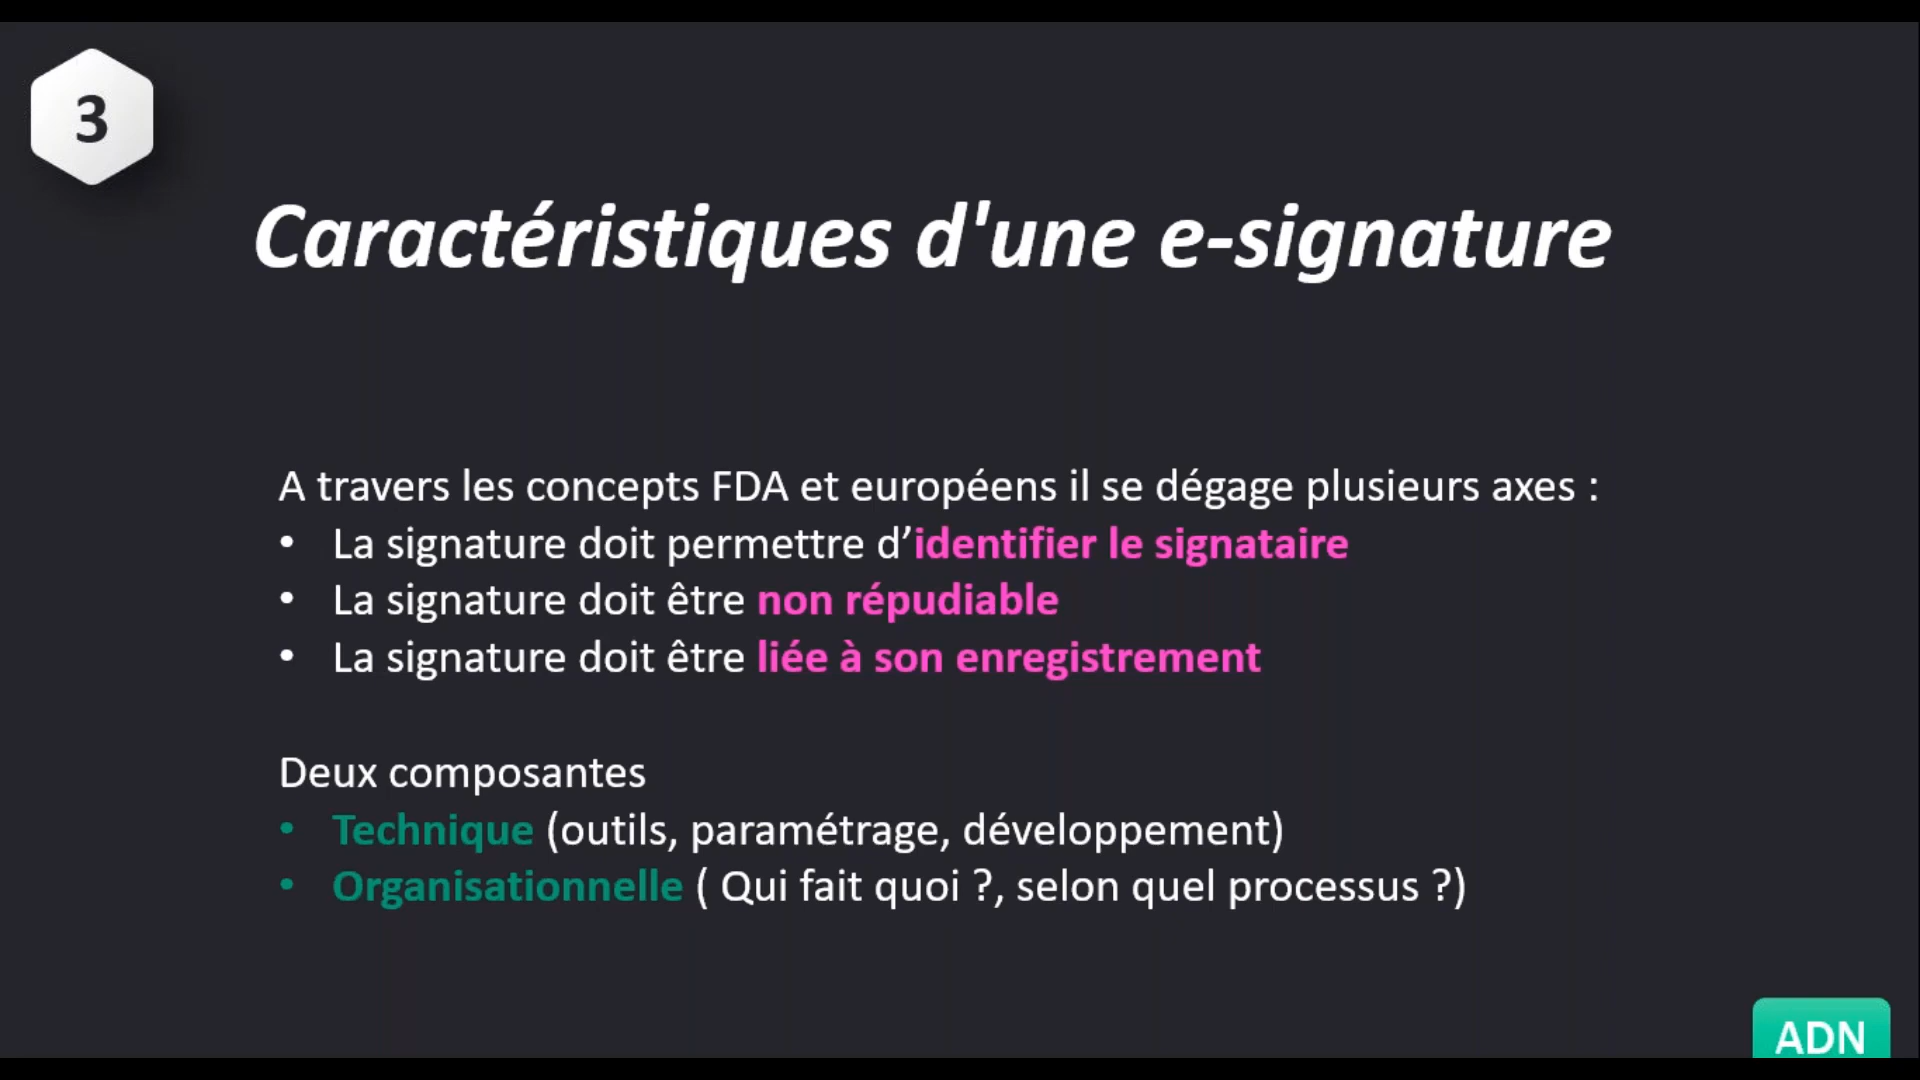 3
Caractéristiques d'une e-signature
A travers les concepts FDA et européens il se dégage plusieurs axes :
• La signature doit permettre d’identifier le signataire
• La signature doit être non répudiable
• La signature doit être liée à son enregistrement
Deux composantes
• Technique (outils, paramétrage, développement)
• Organisationnelle ( Qui fait quoi ?, selon quel processus ?)
ADN